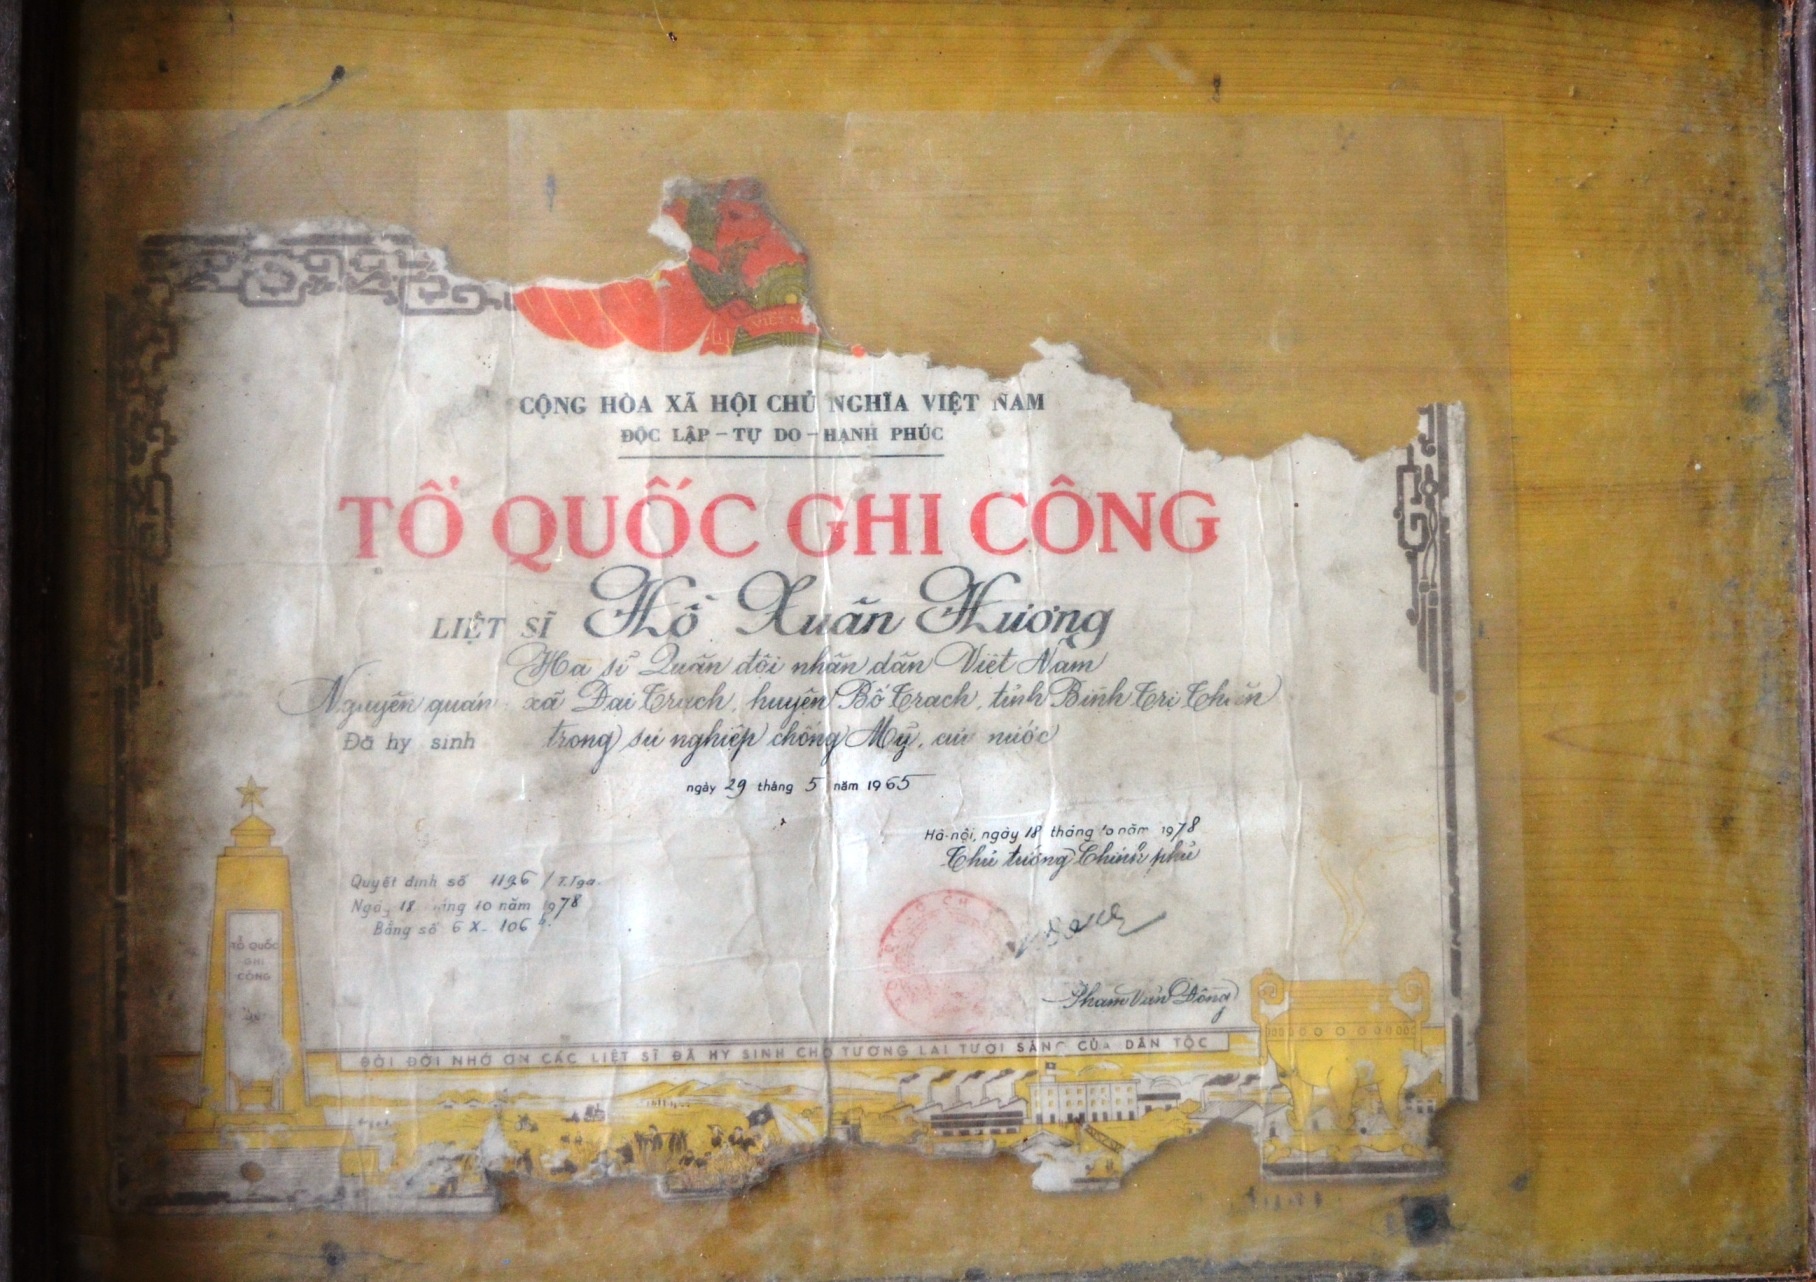 VIỆT N
CỘNG HÒA XÃ HỘI CHỦ NGHĨA VIỆT NAM
ĐỘC LẬP - TỰ DO - HẠNH PHÚC
TỔ QUỐC GHI CÔNG
LIỆT SĨ Hồ Xuân Hương
Hạ sĩ Quân đội nhân dân Việt Nam
Nguyên quán: xã Đại Trạch, huyện Bố Trạch, tỉnh Bình Trị Thiên
Đã hy sinh trong sự nghiệp chống Mỹ, cứu nước
ngày 29 tháng 5 năm 1965
Hà-nội, ngày 18 tháng 10 năm 1978
Thủ tướng Chính phủ
Quyết định số 1196 / T.Tga.
Ngày 18 tháng 10 năm 1978
Bằng số 6 X- 106 b.
TỔ QUỐC
GHI
CÔNG
Phạm Văn Đồng
ĐỜI ĐỜI NHỚ ƠN CÁC LIỆT SĨ ĐÃ HY SINH CHO TƯƠNG LAI TƯƠI SÁNG CỦA DÂN TỘC